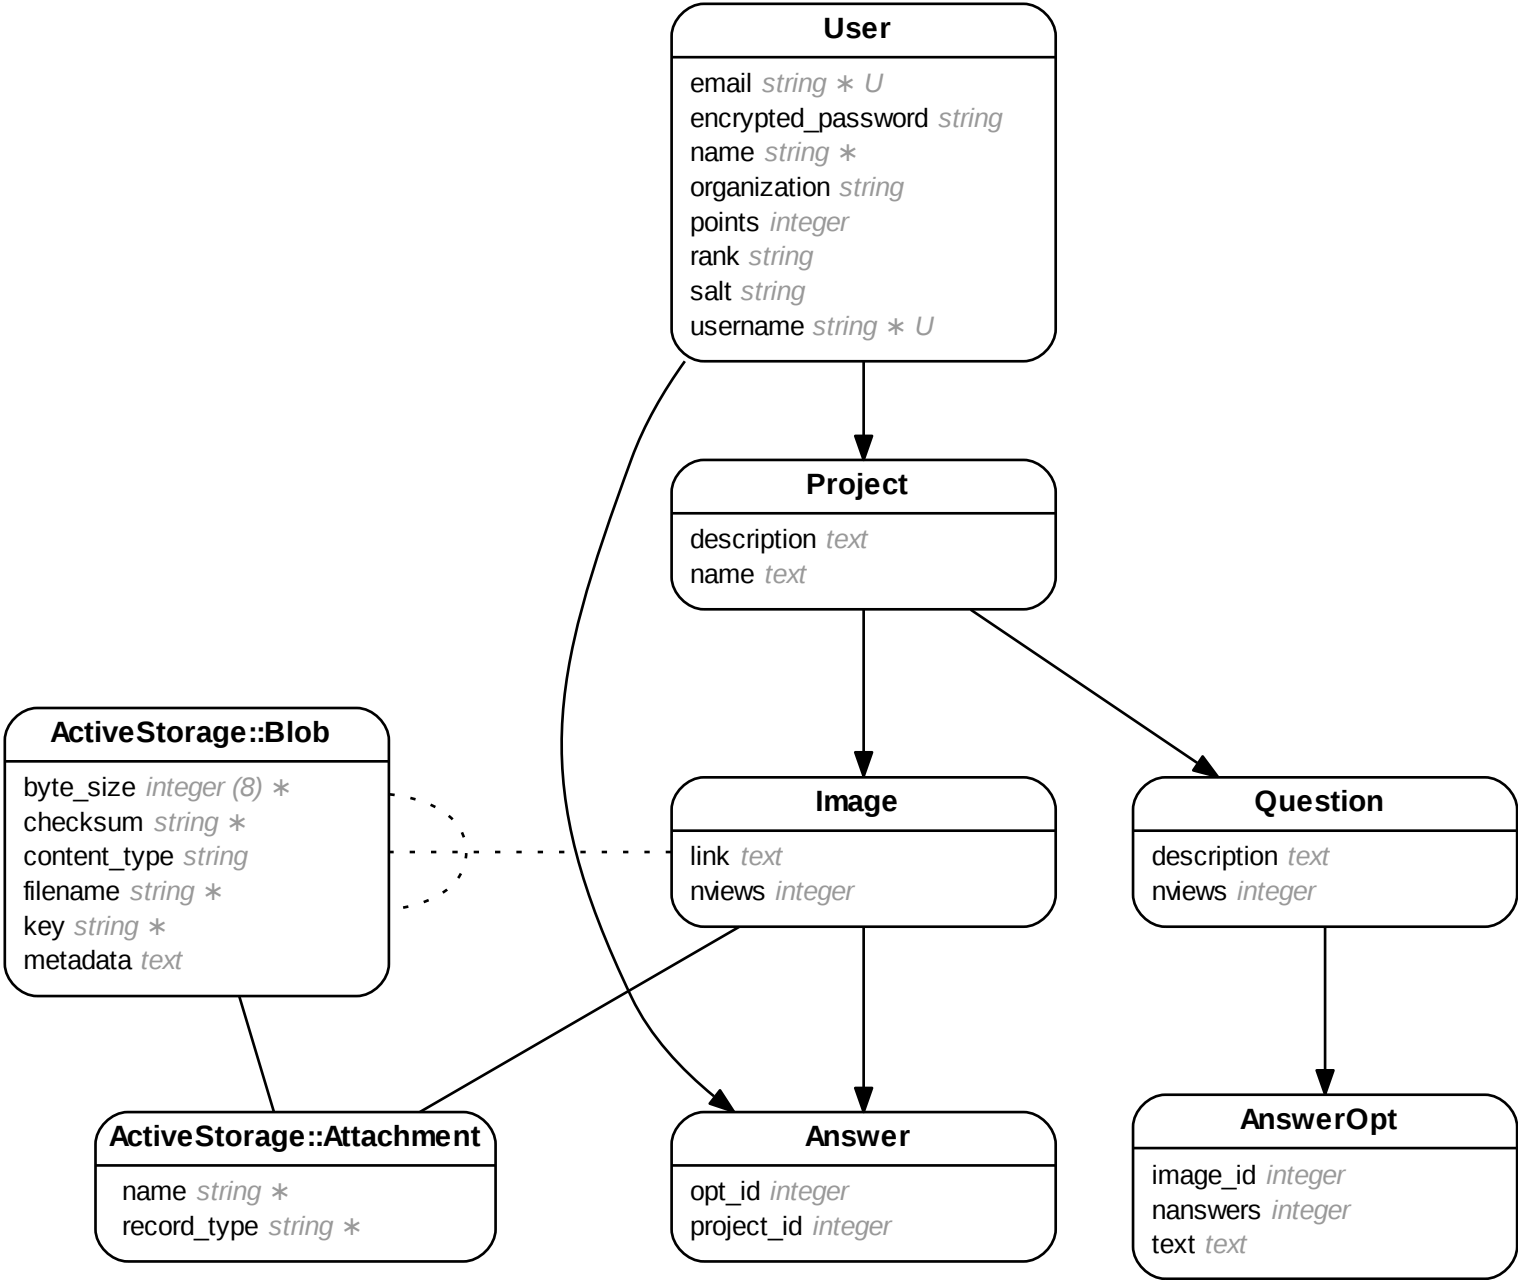 User
email string ∗ U
encrypted_password string
name string ∗
organization string
points integer
rank string
salt string
username string ∗ U
Project
description text
name text
ActiveStorage::Blob
byte_size integer (8) ∗
checksum string ∗
content_type string
filename string ∗
key string ∗
metadata text
Image
link text
nviews integer
Question
description text
nviews integer
ActiveStorage::Attachment
name string ∗
record_type string ∗
Answer
opt_id integer
project_id integer
AnswerOpt
image_id integer
nanswers integer
text text